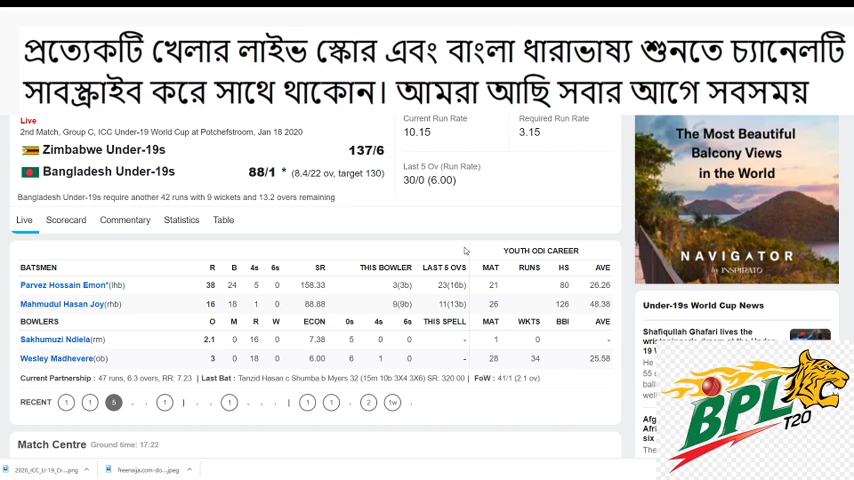 প্রত্যেকটি খেলার লাইভ স্কোর এবং বাংলা ধারাভাষ্য শুনতে চ্যানেলটি
সাবস্ক্রাইব করে সাথে থাকোন। আমরা আছি সবার আগে সবসময়
Live
2nd Match, Group C, ICC Under-19 World Cup at Potchefstroom, Jan 18 2020
Zimbabwe Under-19s 137/6
Bangladesh Under-19s 88/1 * (8.4/22 ov, target 130)
Bangladesh Under-19s require another 42 runs with 9 wickets and 13.2 overs remaining
Current Run Rate Required Run Rate
10.15 3.15
Last 5 Ov (Run Rate)
30/0 (6.00)
Live Scorecard Commentary Statistics Table
YOUTH ODI CAREER
BATSMEN R B 4s 6s SR THIS BOWLER LAST 5 OVS MAT RUNS HS AVE
Parvez Hossain Emon*(lhb) 38 24 5 0 158.33 3(3b) 23(16b) 21 80 26.26
Mahmudul Hasan Joy(rhb) 16 18 1 0 88.88 9(9b) 11(13b) 26 126 48.38
BOWLERS O M R W ECON 0s 4s 6s THIS SPELL MAT WKTS BBI AVE
Sakhumuzi Ndlela(rm) 2.1 0 16 0 7.38 5 0 0 - 1 0 - -
Wesley Madhevere(ob) 3 0 18 0 6.00 6 1 0 - 28 34 25.58
Current Partnership : 47 runs, 6.3 overs, RR: 7.23 | Last Bat : Tanzid Hasan c Shumba b Myers 32 (15m 10b 3X4 3X6) SR: 320.00 | FoW : 41/1 (2.1 ov)
RECENT 1 1 5 . . 1 | . . 1 . . . | 1 1 . 2 1w .
Match Centre Ground time: 17:22
The Most Beautiful
Balcony Views
in the World
NAVIGATOR
by INSPIRATO
Under-19s World Cup News
Shafiqullah Ghafari lives the
19
He
55
ball
well
Afg
Afri
six
The
BPL
T20
2020_ICC_U-19_Cr....png freenaija.com-do....jpeg